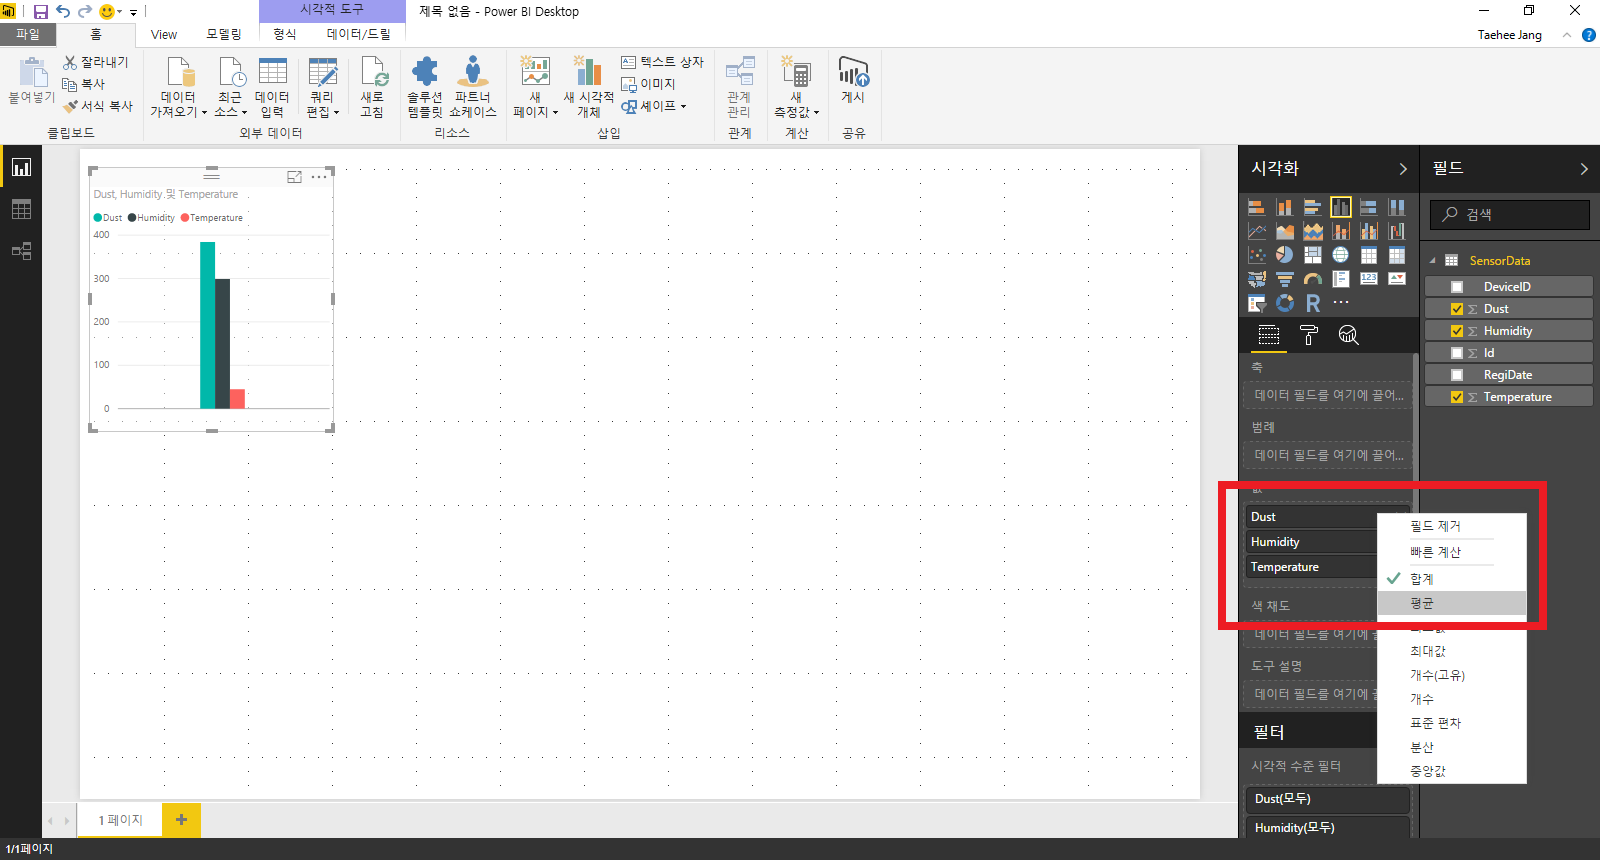 시각적 도구
제목 없음 - Power BI Desktop
파일
홈
View
모델링
형식
데이터/드릴
Taehee Jang
붙여넣기
잘라내기
복사
서식 복사
클립보드
데이터
가져오기
최근
소스
데이터
입력
쿼리
편집
새로
고침
외부 데이터
솔루션
템플릿
파트너
쇼케이스
리소스
새
페이지
새 시각적
개체
텍스트 상자
이미지
셰이프
삽입
관계
관리
관계
새
측정값
계산
게시
공유
Dust, Humidity 및 Temperature
Dust Humidity Temperature
400
300
200
100
0
시각화
R
축
데이터 필드를 여기에 끌어...
범례
데이터 필드를 여기에 끌어...
값
Dust
Humidity
Temperature
색 채도
데이터 필드를 여기에 끌
도구 설명
데이터 필드를 여기에 끌
필터
시각적 수준 필터
Dust(모두)
Humidity(모두)
필드 제거
빠른 계산
합계
평균
최대값
개수(고유)
개수
표준 편차
분산
중앙값
필드
검색
SensorData
DeviceID
Dust
Humidity
Id
RegiDate
Temperature
1 페이지
1/1페이지